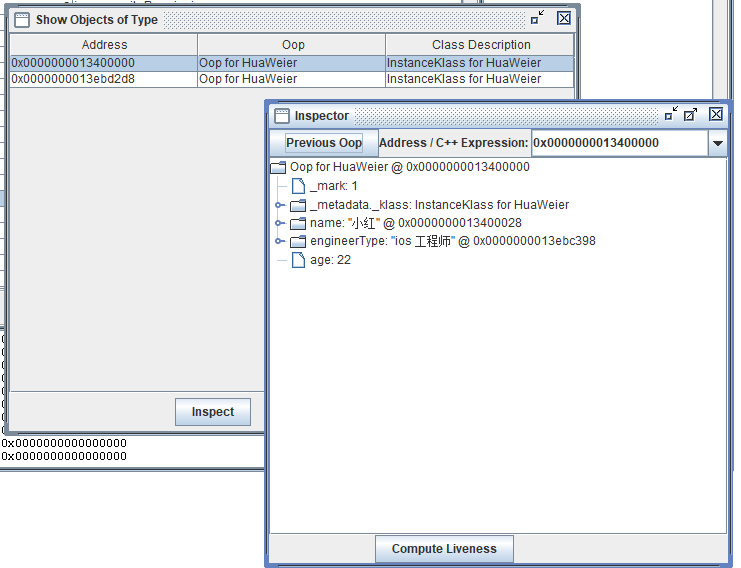 Show Objects of Type
Address Oop Class Description
0x0000000013400000 Oop for HuaWeier InstanceKlass for HuaWeier
0x0000000013ebd2d8 Oop for HuaWeier InstanceKlass for HuaWeier
Inspect
0x0000000000000000
0x0000000000000000
Inspector
Previous Oop Address / C++ Expression: 0x0000000013400000
Oop for HuaWeier @ 0x0000000013400000
_mark: 1
_metadata._klass: InstanceKlass for HuaWeier
name: "小红" @ 0x0000000013400028
engineerType: "ios 工程师" @ 0x0000000013ebc398
age: 22
Compute Liveness